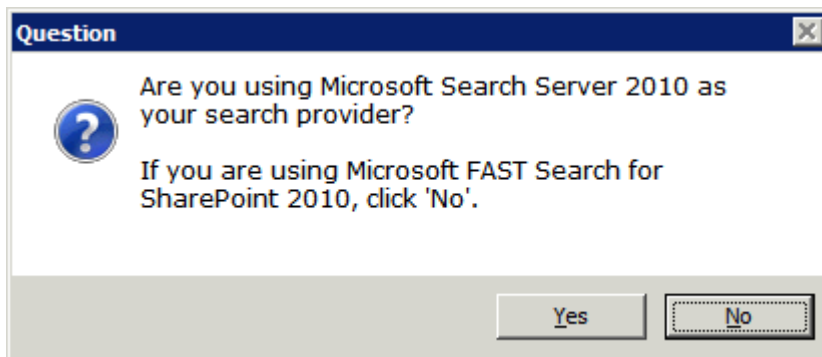 Question
Are you using Microsoft Search Server 2010 as
your search provider?
If you are using Microsoft FAST Search for
SharePoint 2010, click 'No'.
Yes
No